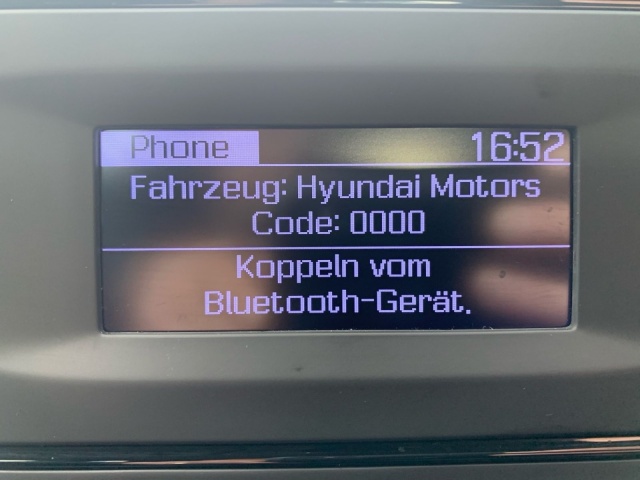 Phone 16:52
Fahrzeug: Hyundai Motors
Code: 0000
Koppeln vom
Bluetooth-Gerät.